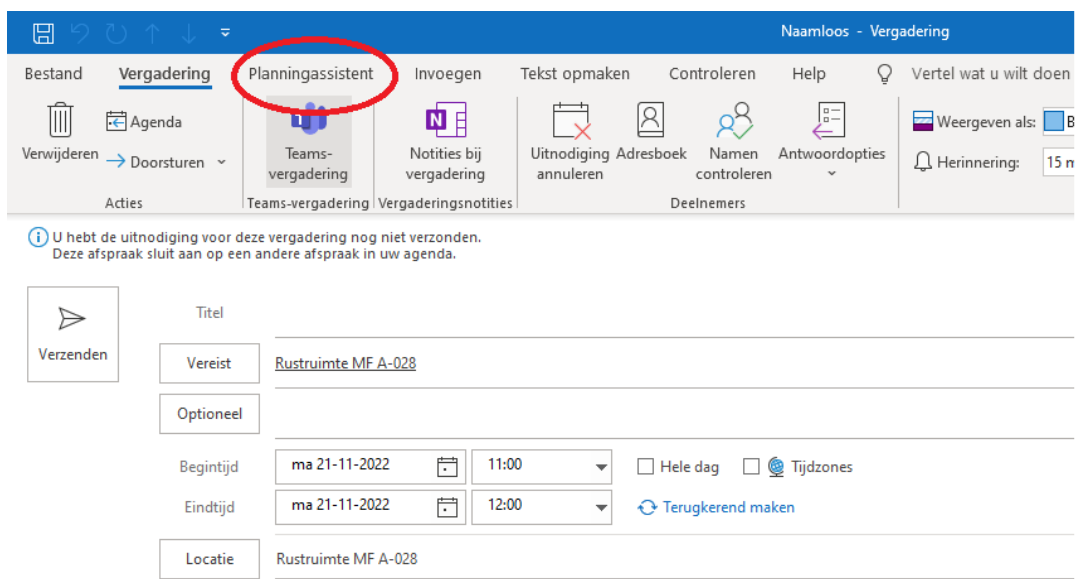 Naamloos - Vergadering
Bestand Vergadering Planningassistent Invoegen Tekst opmaken Controleren Help Vertel wat u wilt doen
Agenda
Weergeven als: B
Verwijderen Doorsturen Teams- Notities bij Uitnodiging Adresboek Namen Antwoordopties Herinnering: 15 m
vergadering vergadering annuleren controleren
Acties Teams-vergadering Vergaderingsnotities Deelnemers
U hebt de uitnodiging voor deze vergadering nog niet verzonden.
Deze afspraak sluit aan op een andere afspraak in uw agenda.
Titel
Verzenden
Vereist Rustruimte MF A-028
Optioneel
Begintijd ma 21-11-2022 11:00 Hele dag Tijdzones
Eindtijd ma 21-11-2022 12:00 Terugkerend maken
Locatie Rustruimte MF A-028